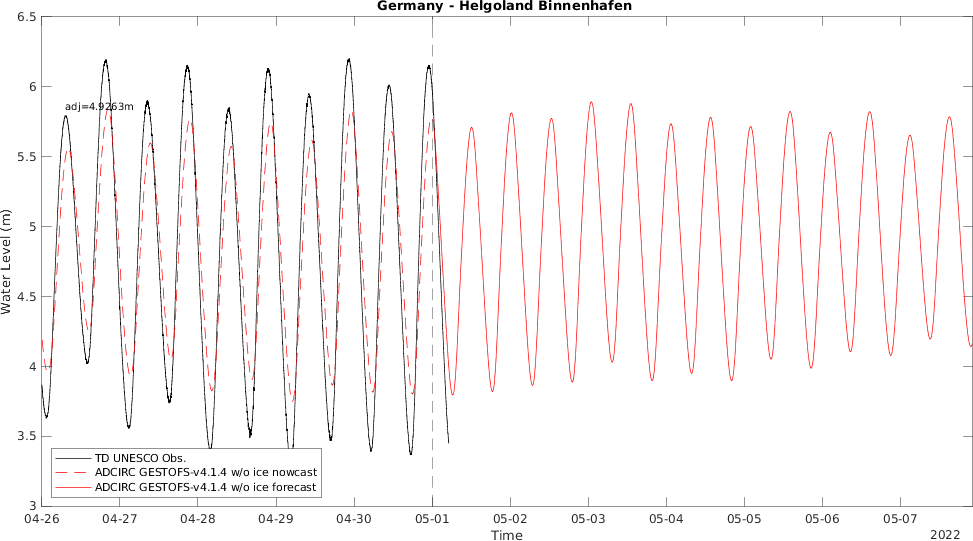 Germany - Helgoland Binnenhafen
6.5
6
5.5
5
4.5
4
3.5
3
Water Level (m)
adj=4.9263m
TD UNESCO Obs.
ADCIRC GESTOFS-v4.1.4 w/o ice nowcast
ADCIRC GESTOFS-v4.1.4 w/o ice forecast
04-26 04-27 04-28 04-29 04-30 05-01 05-02 05-03 05-04 05-05 05-06 05-07
Time
2022